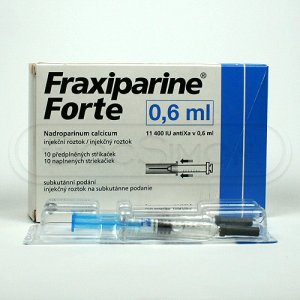 Fraxiparine®
Forte
0,6 ml
Nadroparinum calcicum
11 400 IU antiXa v 0,6 ml
injekční roztok / injekčný roztok
10 předplněných stříkaček
10 naplnených striekačiek
subkutánní podání
injekčný roztok na subkutánne podanie